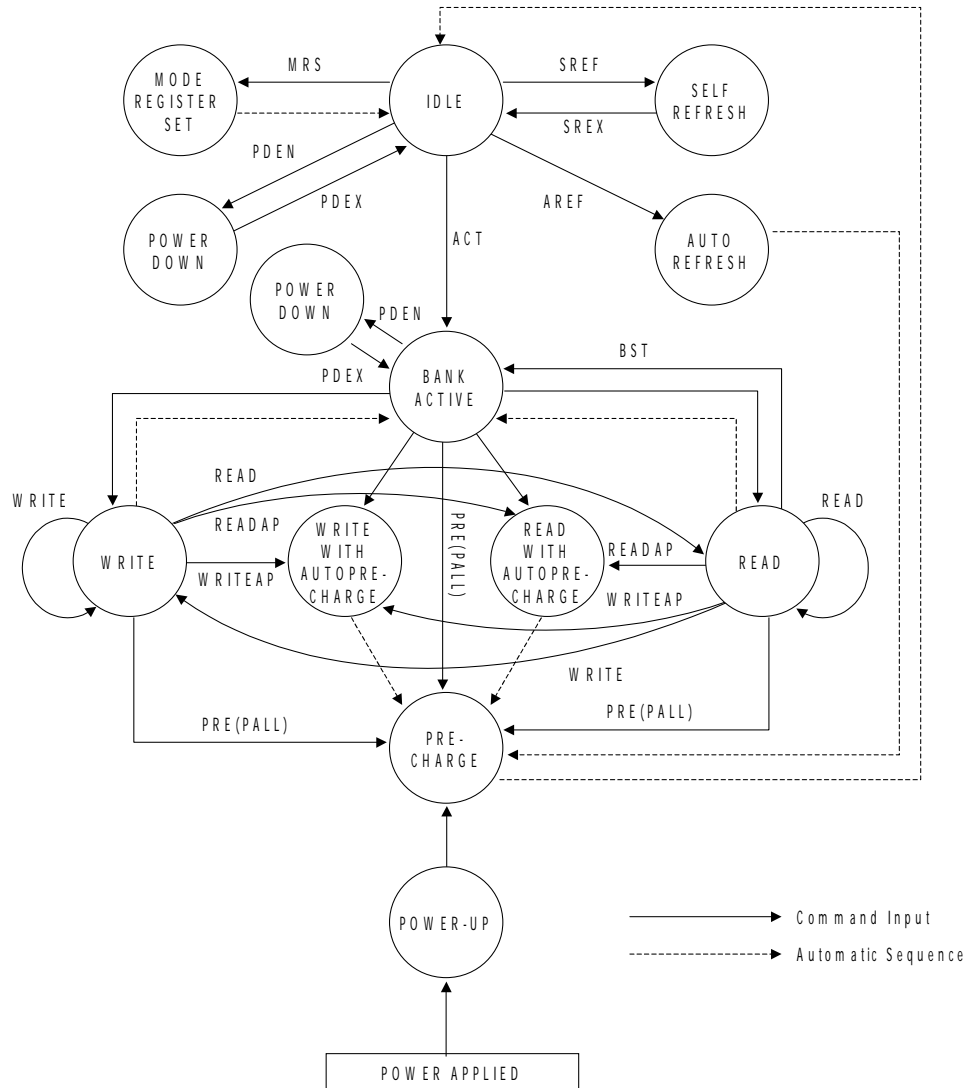 MRS
SREF
MODE
REGISTER
SET
IDLE
SELF
REFRESH
SREX
PDEN
PDEX
AREF
POWER
DOWN
ACT
AUTO
REFRESH
POWER
DOWN
PDEN
PDEX
BST
BANK
ACTIVE
READ
WRITE
READ
READAP
WRITE
WRITE
WITH
AUTOPRE-
CHARGE
PRE(PALL)
READ
WITH
AUTOPRE-
CHARGE
READAP
READ
WRITEAP
WRITEAP
WRITE
PRE(PALL)
PRE(PALL)
PRE-
CHARGE
POWER-UP
Command Input
Automatic Sequence
POWER APPLIED